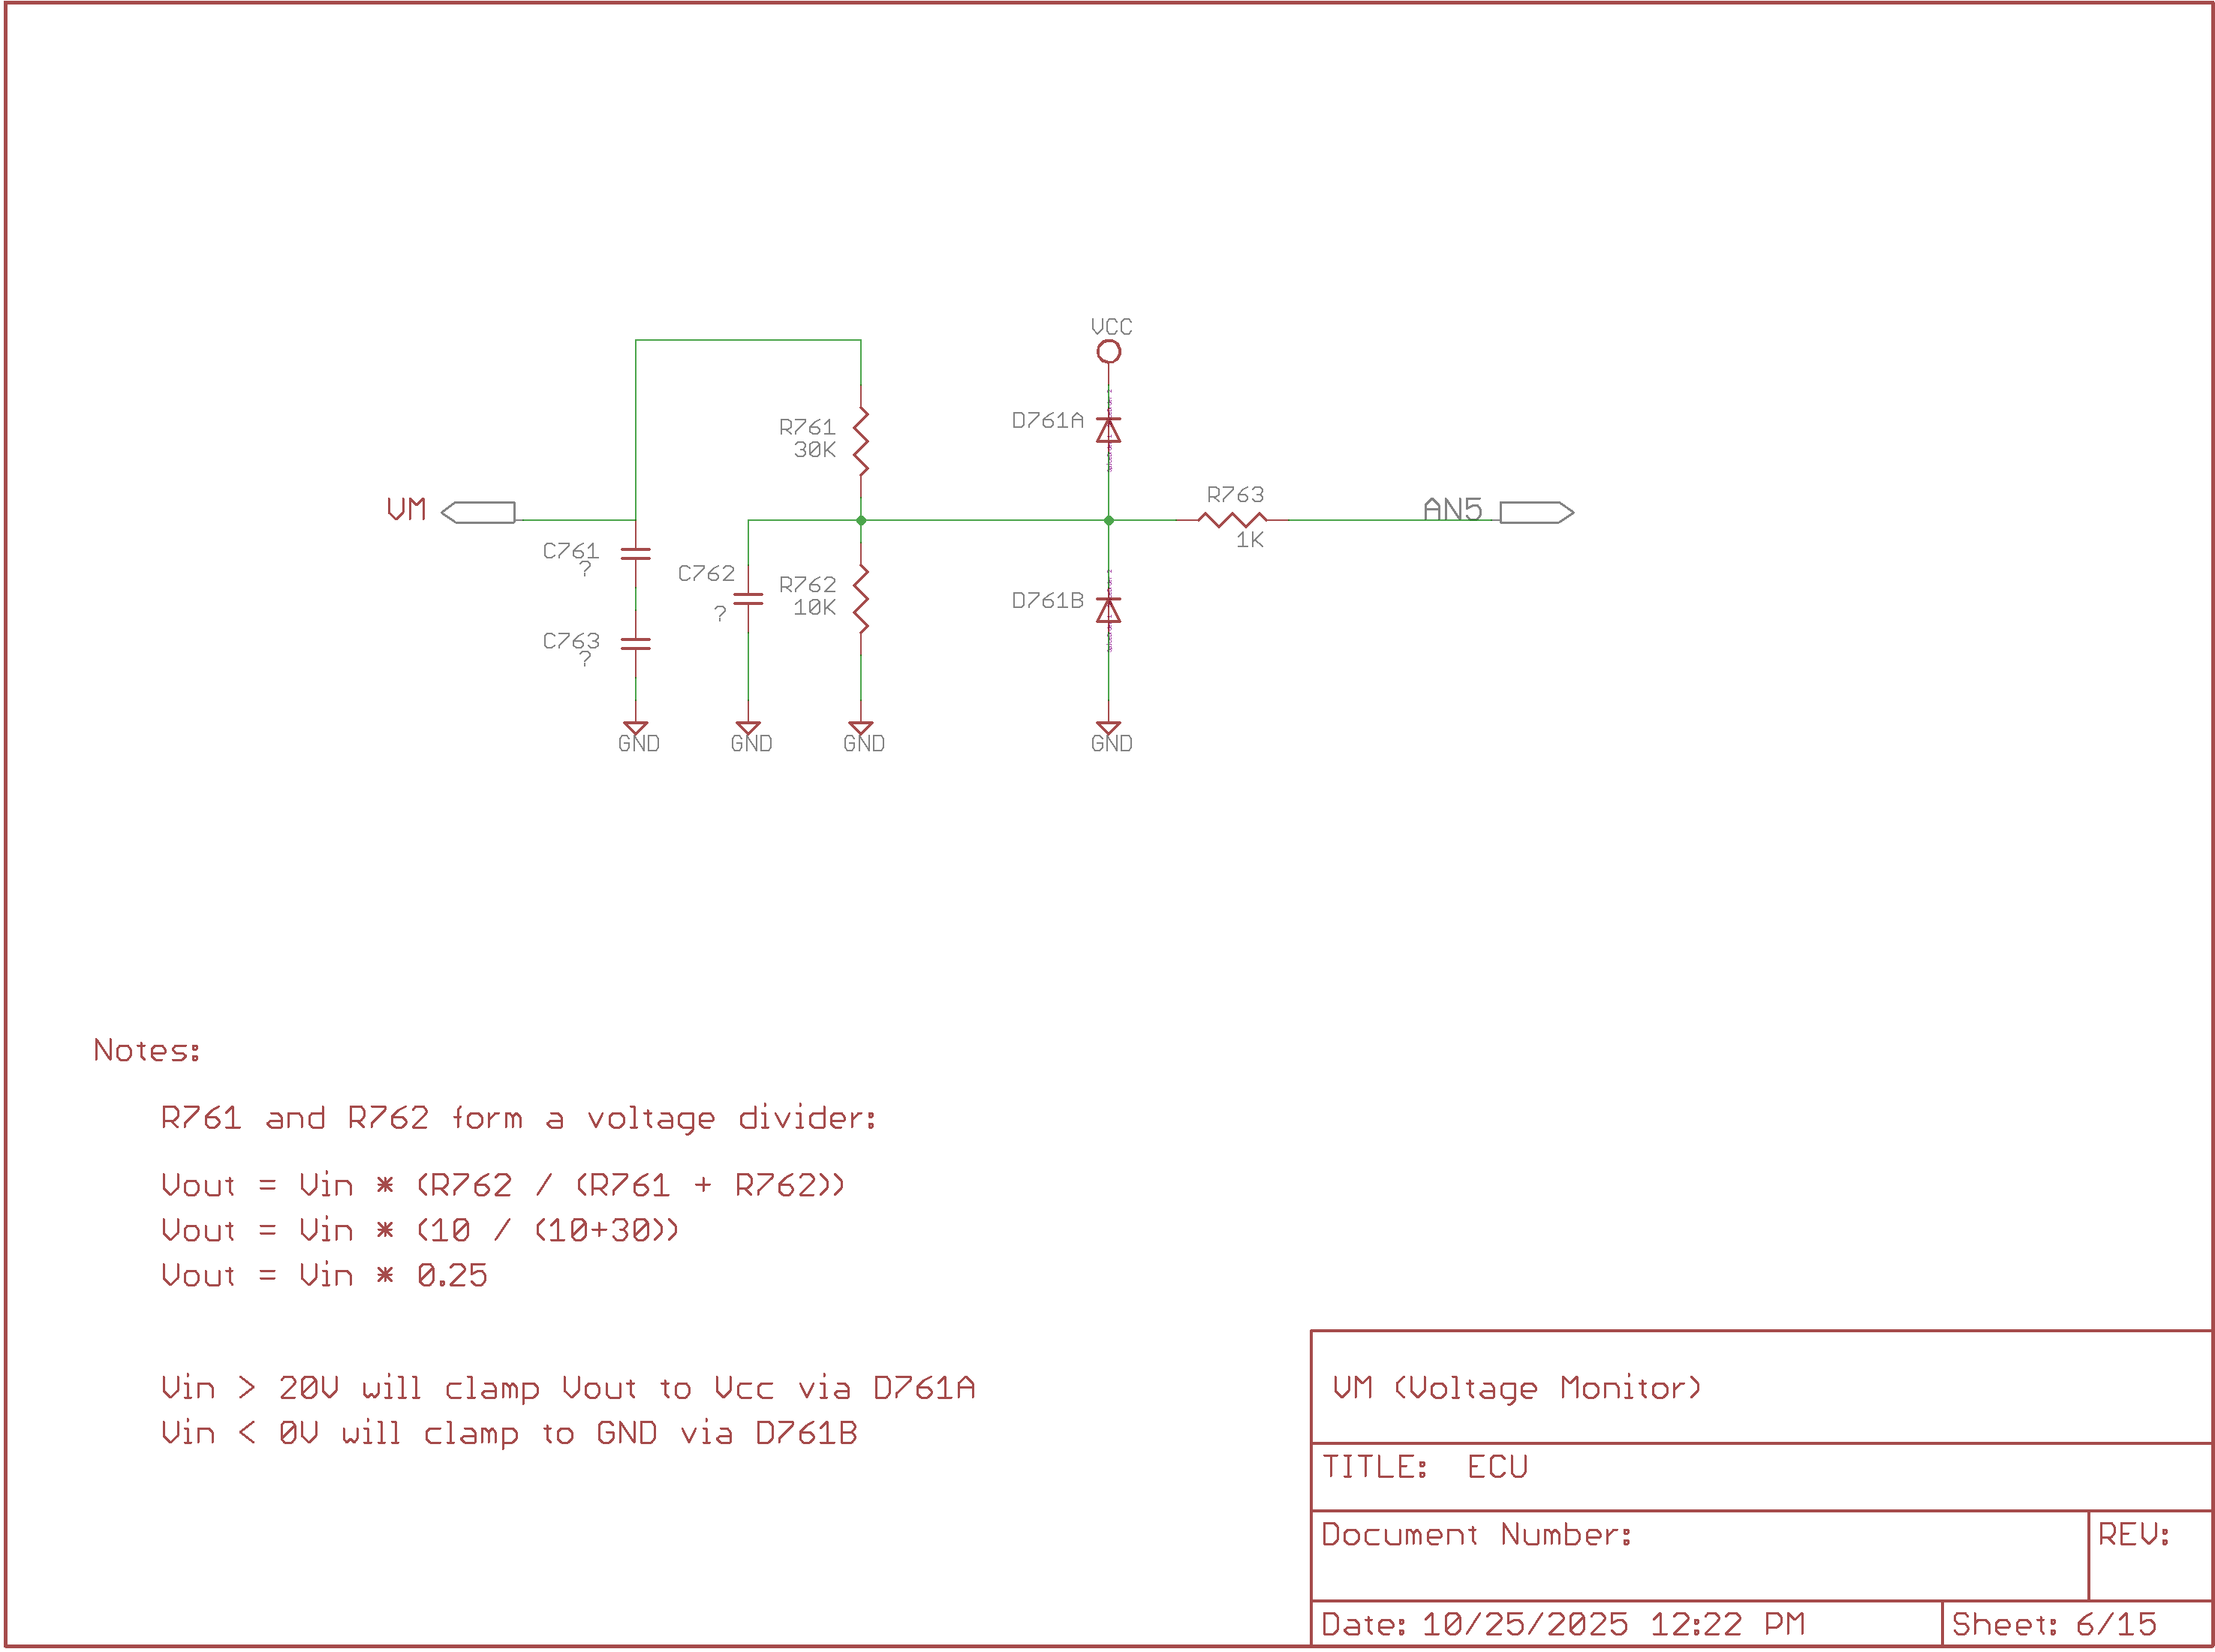 VCC
D761A
R761
30K
R763
1K
VM
AN5
C761
?
C762
?
R762
10K
D761B
C763
?
GND
GND
GND
GND
Notes:
R761 and R762 form a voltage divider:
Vout = Vin * (R762 / (R761 + R762))
Vout = Vin * (10 / (10+30))
Vout = Vin * 0.25
Vin > 20V will clamp Vout to Vcc via D761A
Vin < 0V will clamp to GND via D761B
VM (Voltage Monitor)
TITLE: ECU
Document Number:
REV:
Date: 10/25/2025 12:22 PM
Sheet: 6/15